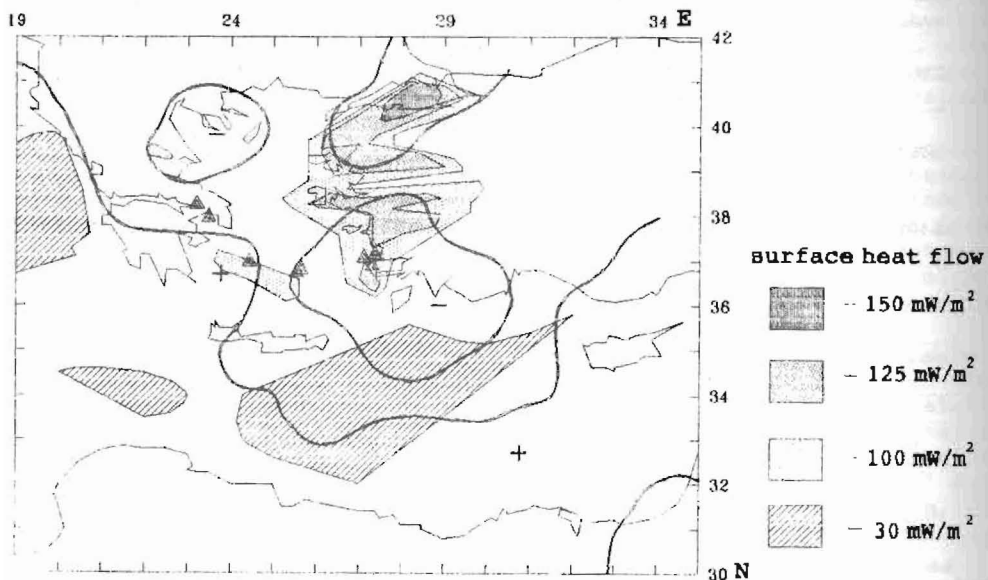 19 24 29 34 E
42
40
38
36
34
32
30 N
+
−
−
+
surface heat flow
-- 150 mW/m²
— 125 mW/m²
- 100 mW/m²
— 30 mW/m²